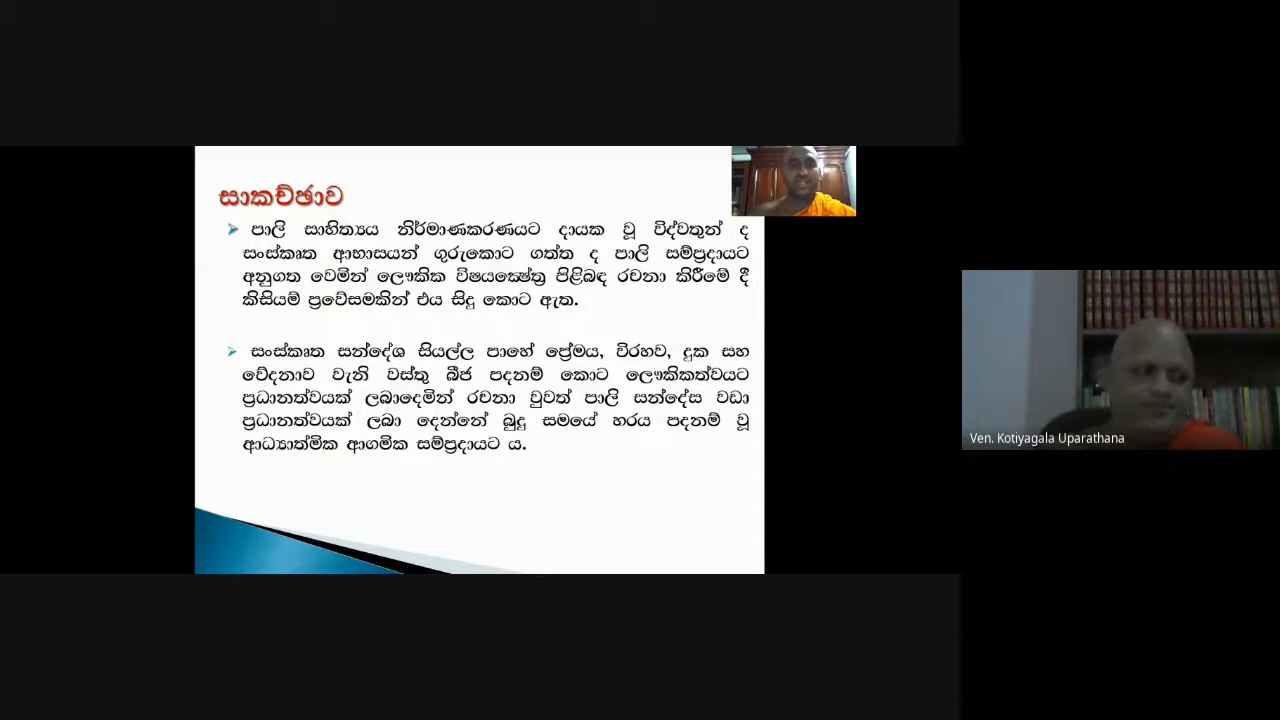 සාකච්ඡාව
➢ පාලි සාහිත්‍යය නිර්මාණකරණයට දායක වූ විද්වතුන් ද
සංස්කෘත ආභාසයන් ගුරුකොට ගත්ත ද පාලි සම්ප්‍රදායට
අනුගත වෙමින් ලෞකික විෂයක්‍ෂේත්‍ර පිළිබඳ රචනා කිරීමේ දී
කිසියම් ප්‍රවේසමකින් එය සිදු කොට ඇත.
➢ සංස්කෘත සන්දේශ සියල්ල පාහේ ප්‍රේමය, විරහව, දුක සහ
වේදනාව වැනි වස්තු බීජ පදනම් කොට ලෞකිකත්වයට
ප්‍රධානත්වයක් ලබාදෙමින් රචනා වුවත් පාලි සන්දේස වඩා
ප්‍රධානත්වයක් ලබා දෙන්නේ බුදු සමයේ හරය පදනම් වූ
ආධ්‍යාත්මික ආගමික සම්ප්‍රදායට ය.
Ven. Kotiyagala Uparathana